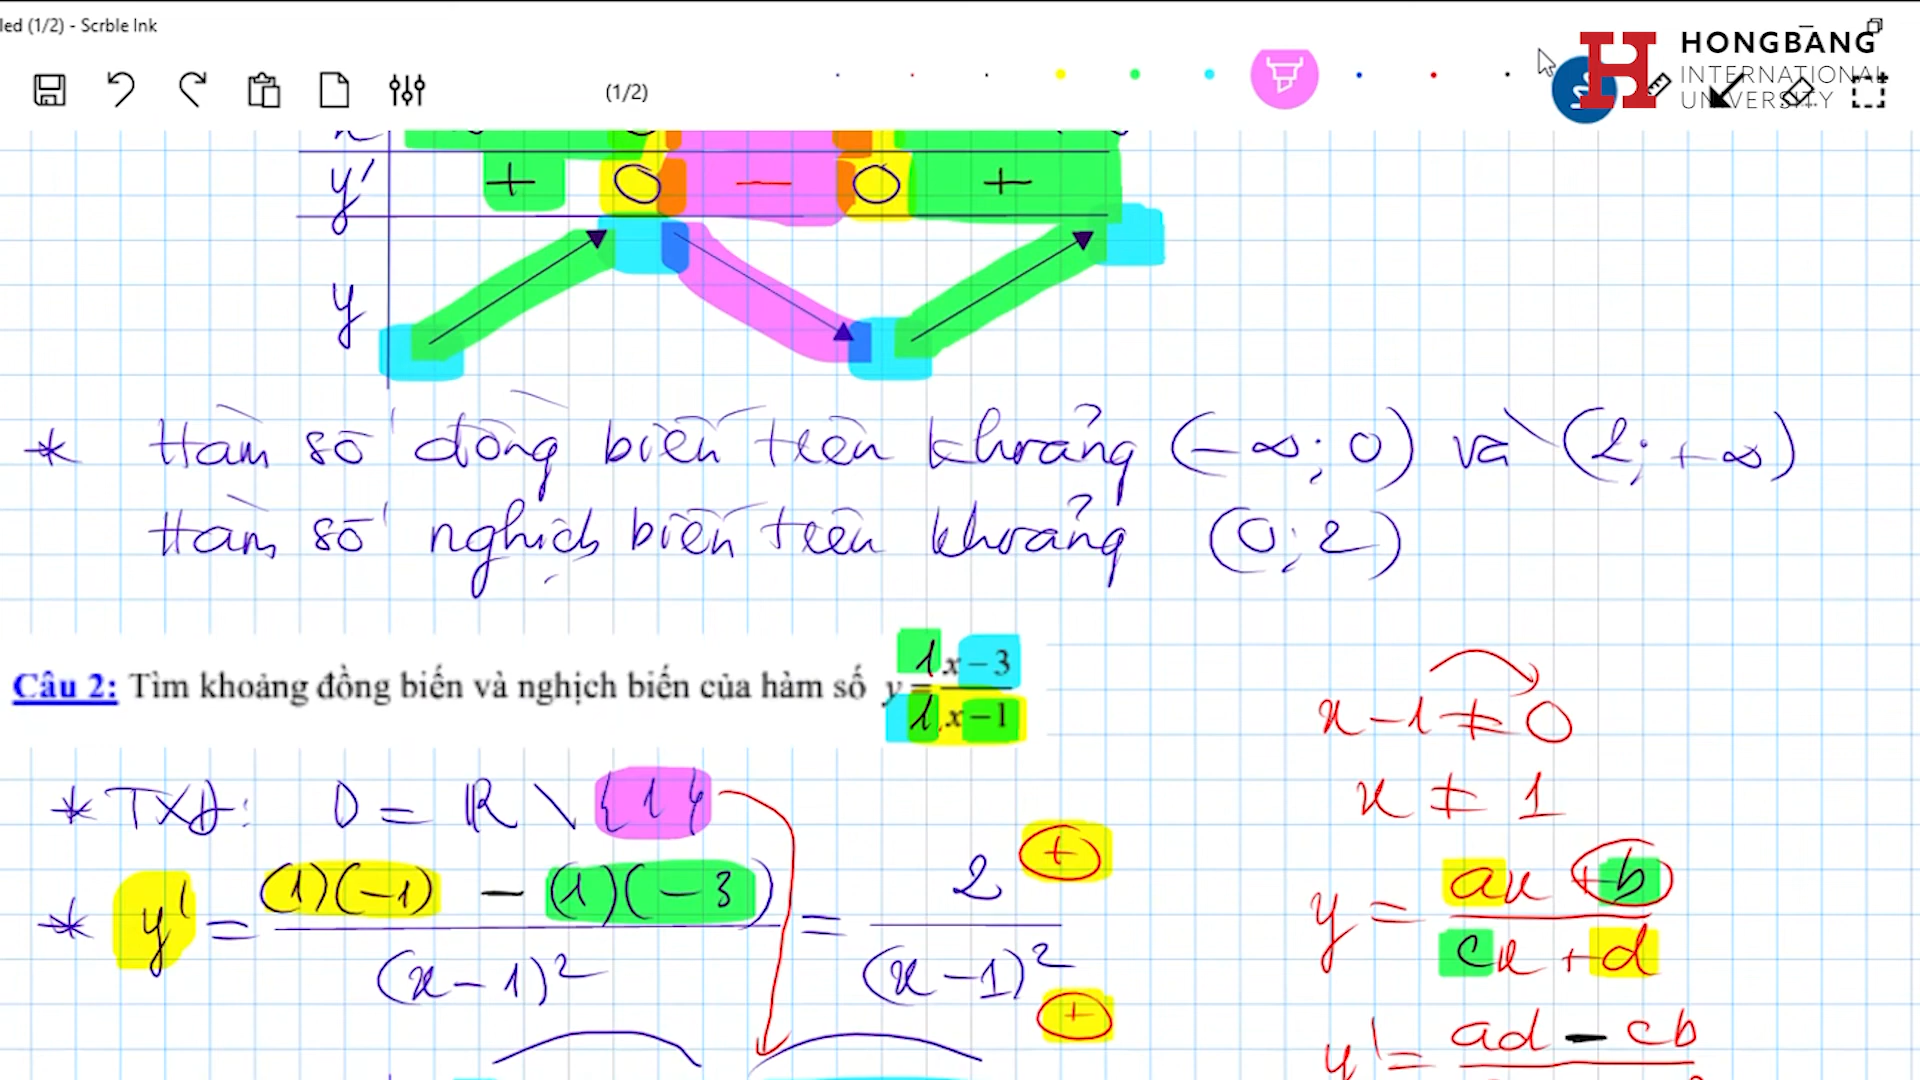 led (1/2) - Scrble Ink
HONGBANG
INTERNATIONAL
UNIVERSITY
(1/2)
y' + 0 − 0 +
y
* Hàm số đồng biến trên khoảng (−∞; 0) và (2; +∞)
Hàm số nghịch biến trên khoảng (0; 2)
Câu 2: Tìm khoảng đồng biến và nghịch biến của hàm số y = (1.x − 3)/(1.x − 1)
x − 1 ≠ 0
x ≠ 1
* TXĐ: D = ℝ \ {1}
* y' = ((1)(−1) − (1)(−3))/(x − 1)² = 2/(x − 1)²
+
+
y = (ax + b)/(cx + d)
y' = ad − cb